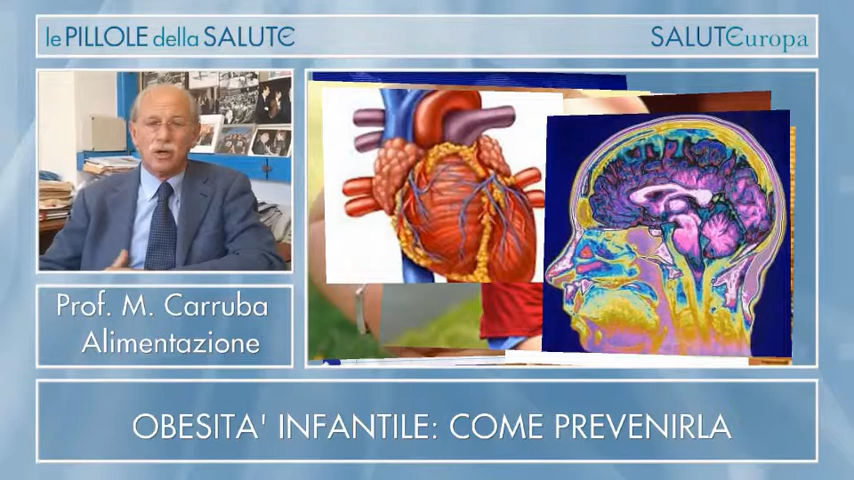 le PILLOLE della SALUTE
SALUTEuropa
Prof. M. Carruba
Alimentazione
OBESITA' INFANTILE: COME PREVENIRLA